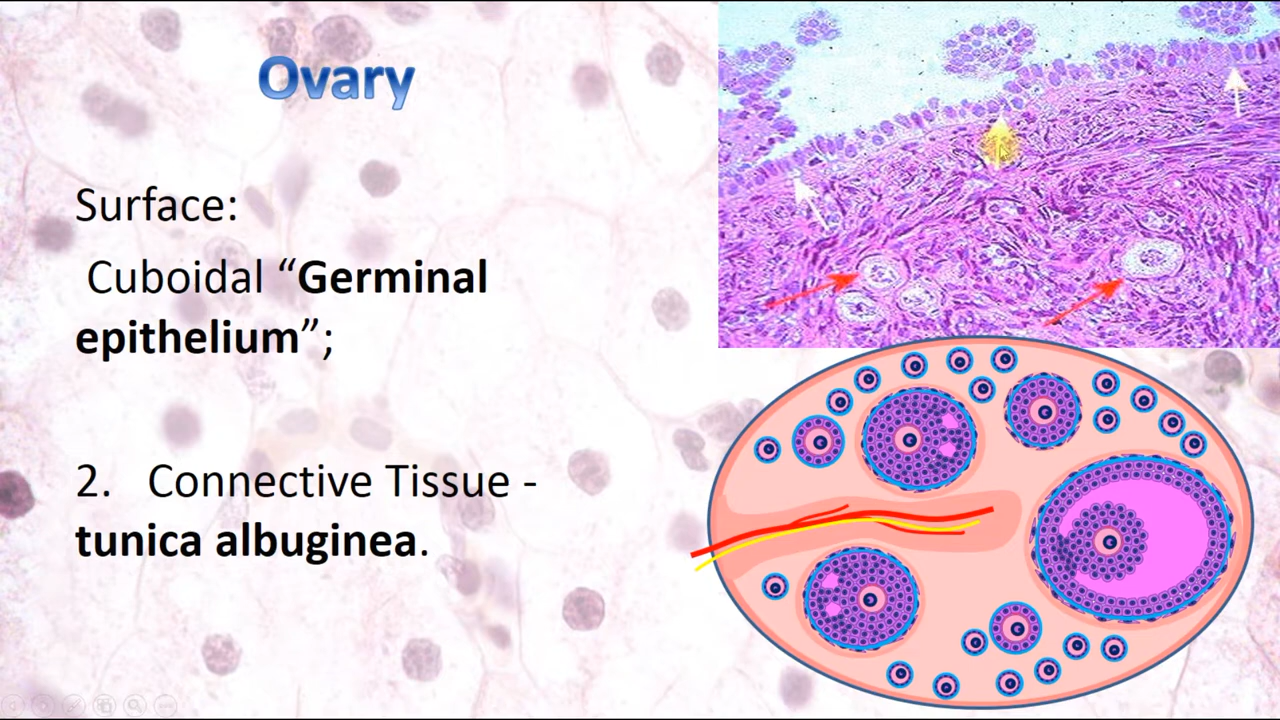 Ovary
Surface:
Cuboidal “Germinal
epithelium”;
2. Connective Tissue -
tunica albuginea.